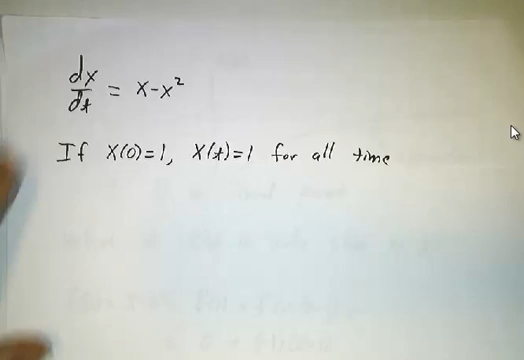 dx/dt = x-x²
If x(0)=1, x(t)=1 for all time